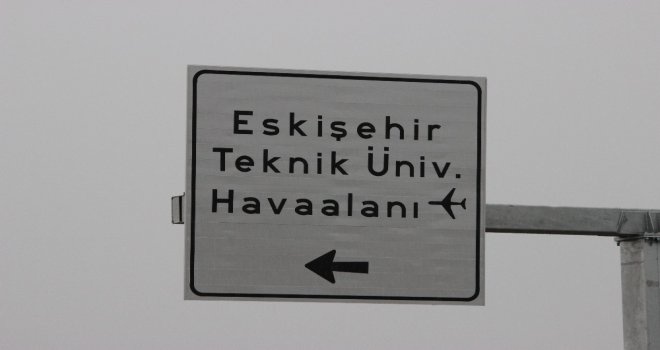 Eskişehir
Teknik Üniv.
Havaalanı